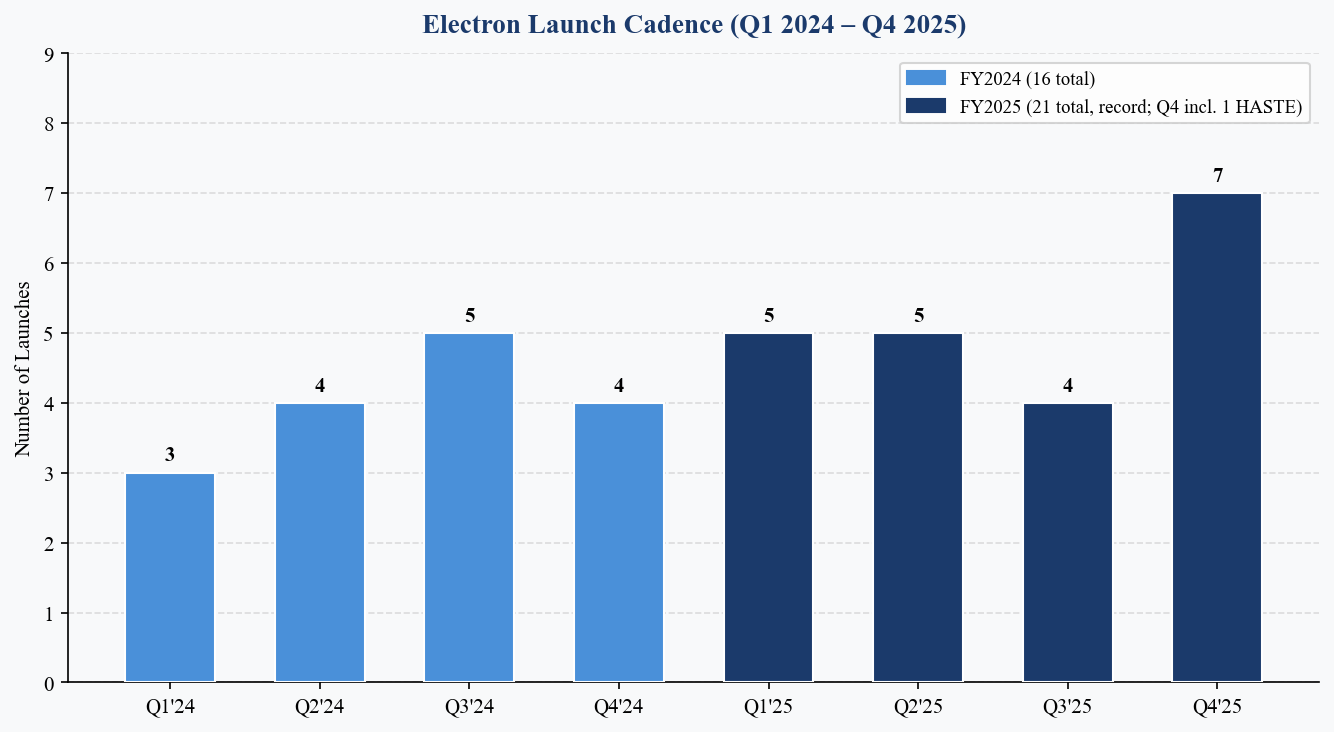 Electron Launch Cadence (Q1 2024 – Q4 2025)
FY2024 (16 total)
FY2025 (21 total, record; Q4 incl. 1 HASTE)
Number of Launches
9
8
7
6
5
4
3
2
1
0
3
4
5
4
5
5
4
7
Q1'24
Q2'24
Q3'24
Q4'24
Q1'25
Q2'25
Q3'25
Q4'25